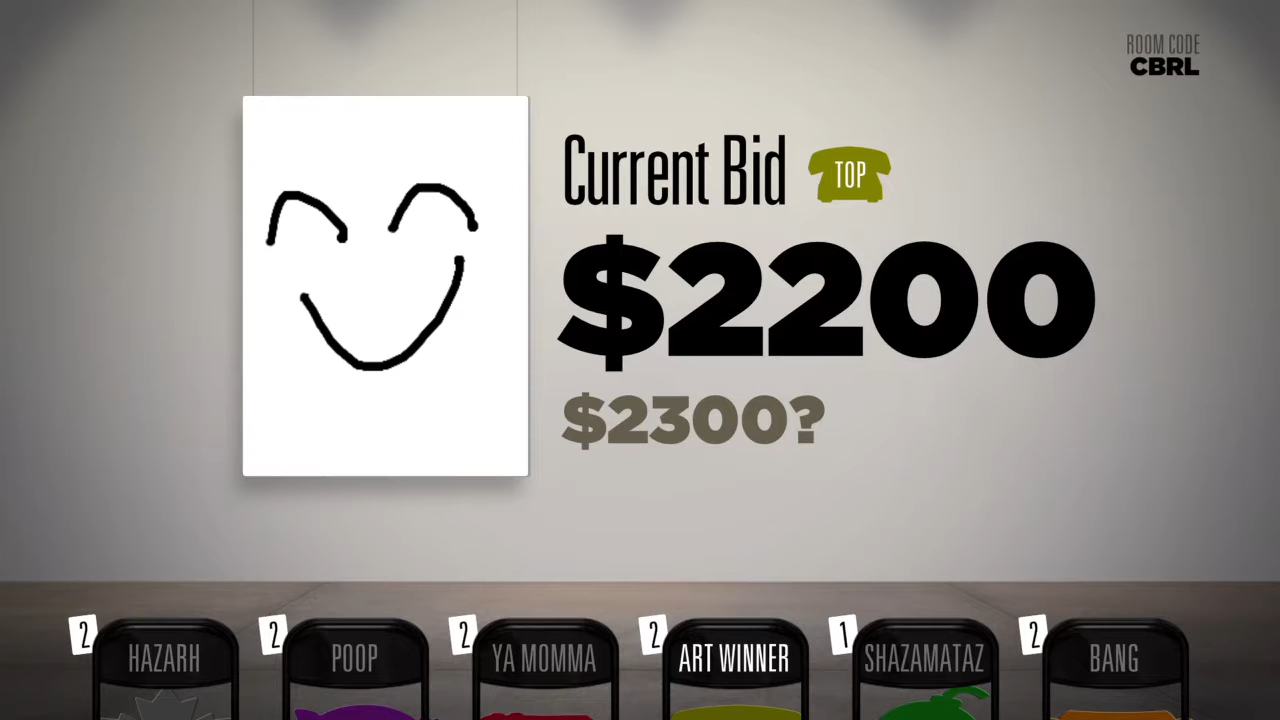 ROOM CODE
CBRL
Current Bid TOP
$2200
$2300?
2 2 2 2 1 2
HAZARH POOP YA MOMMA ART WINNER SHAZAMATAZ BANG